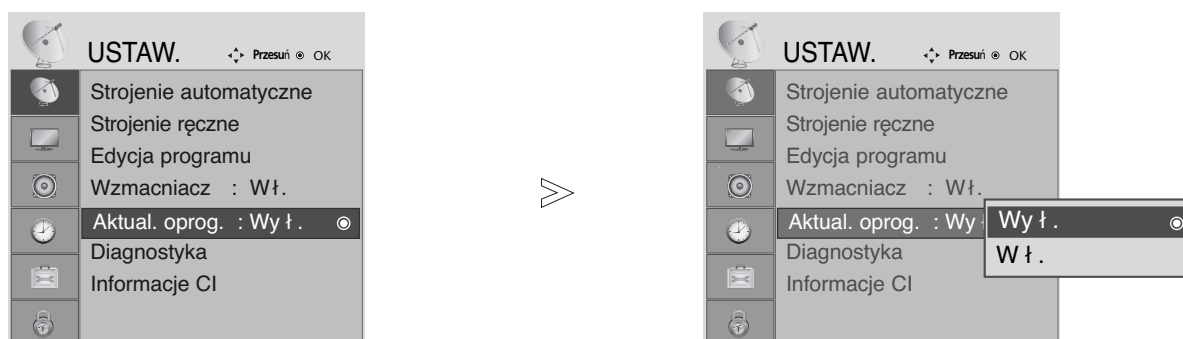 USTAW. Przesuń OK
Strojenie automatyczne
Strojenie ręczne
Edycja programu
Wzmacniacz : Wł.
Aktual. oprog. : Wy ł .
Diagnostyka
Informacje CI
USTAW. Przesuń OK
Strojenie automatyczne
Strojenie ręczne
Edycja programu
Wzmacniacz : Wł.
Aktual. oprog. : Wy ł
Wy ł .
W ł .
Diagnostyka
Informacje CI